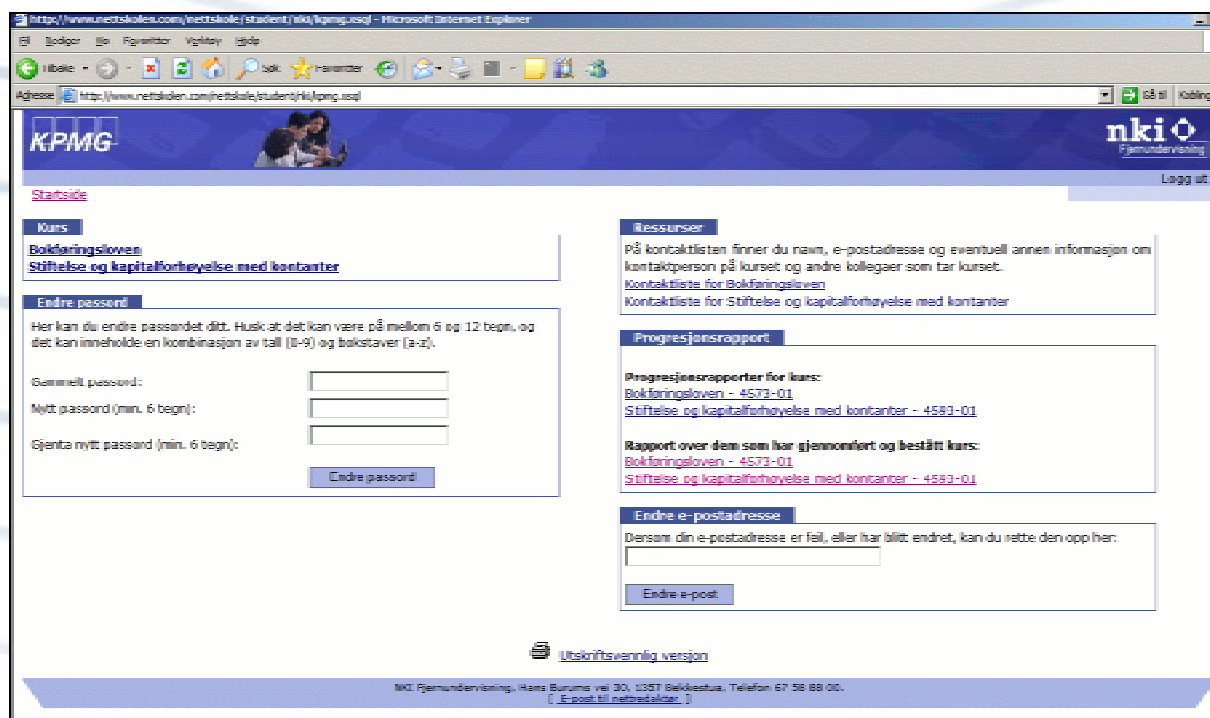 http://www.nettskolen.com/nettskole/student/nki/kpmg.xsql - Microsoft Internet Explorer
Fil Rediger Vis Favoritter Verktøy Hjelp
Tilbake Søk Favoritter
Adresse http://www.nettskolen.com/nettskole/student/nki/kpmg.xsql Gå til Kobling
KPMG
nki
Fjernundervisning
Logg ut
Startside
Kurs
Bokføringsloven
Stiftelse og kapitalforhøyelse med kontanter
Endre passord
Her kan du endre passordet ditt. Husk at det kan være på mellom 6 og 12 tegn, og
det kan inneholde en kombinasjon av tall (0-9) og bokstaver (a-z).
Gammelt passord:
Nytt passord (min. 6 tegn):
Gjenta nytt passord (min. 6 tegn):
Endre passord
Ressurser
På kontaktlisten finner du navn, e-postadresse og eventuell annen informasjon om
kontaktperson på kurset og andre kollegaer som tar kurset.
Kontaktliste for Bokføringsloven
Kontaktliste for Stiftelse og kapitalforhøyelse med kontanter
Progresjonsrapport
Progresjonsrapporter for kurs:
Bokføringsloven - 4573-01
Stiftelse og kapitalforhøyelse med kontanter - 4593-01
Rapport over dem som har gjennomført og bestått kurs:
Bokføringsloven - 4573-01
Stiftelse og kapitalforhøyelse med kontanter - 4593-01
Endre e-postadresse
Dersom din e-postadresse er feil, eller har blitt endret, kan du rette den opp her:
Endre e-post
Utskriftsvennlig versjon
NKI Fjernundervisning, Hans Burums vei 30, 1357 Bekkestua, Telefon 67 58 88 00.
[ E-post til nettredaktør ]